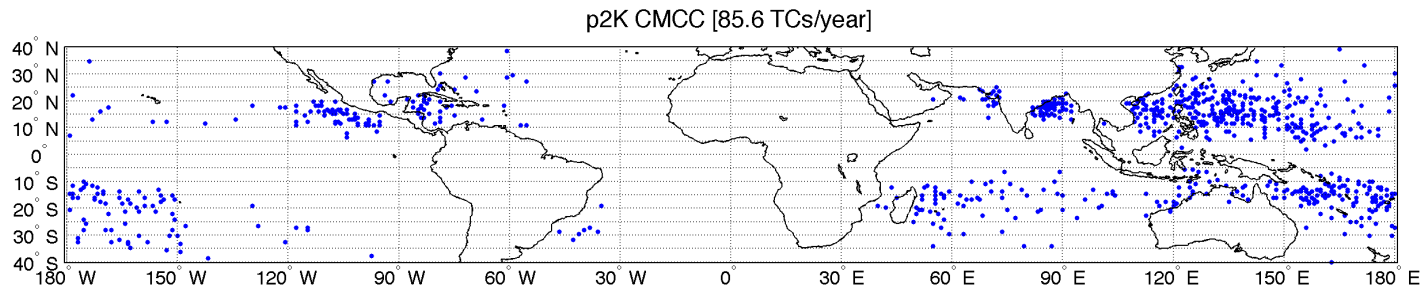 p2K CMCC [85.6 TCs/year]
40° N
30° N
20° N
10° N
0°
10° S
20° S
30° S
40° S
180 W 150 W 120 W 90 W 60 W 30 W 0 30 E 60 E 90 E 120 E 150 E 180 E